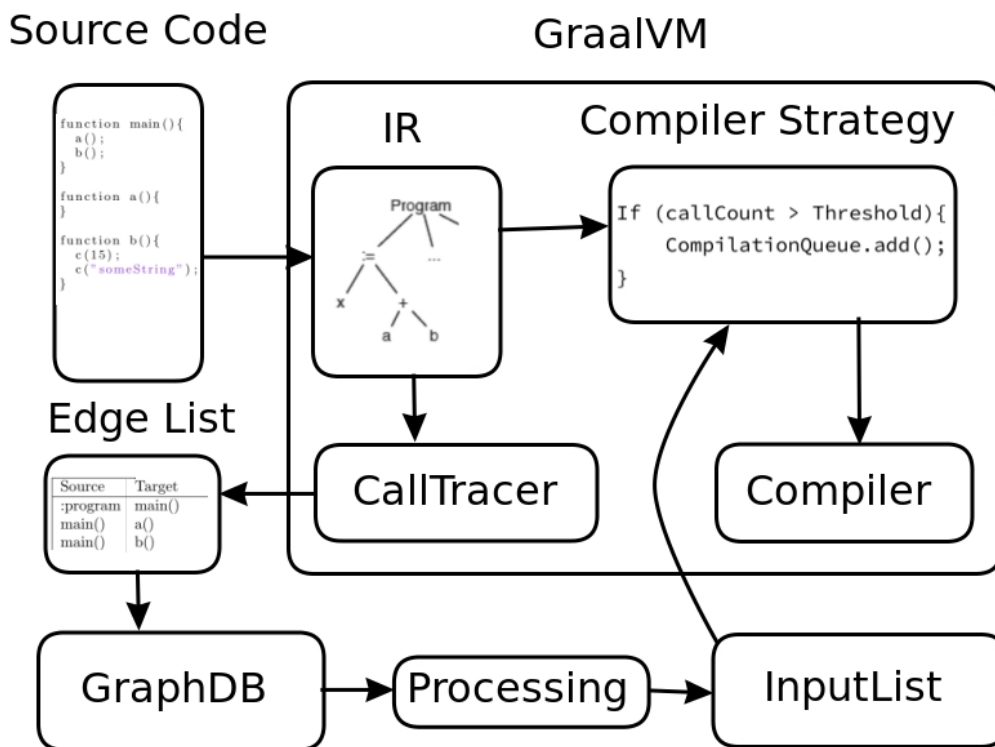 Source Code
GraalVM
function main(){
a();
b();
}
function a(){
}
function b(){
c(15);
c("someString");
}
IR
Program
:=
...
x
+
a
b
Compiler Strategy
If (callCount > Threshold){
CompilationQueue.add();
}
Edge List
Source Target
:program main()
main() a()
main() b()
CallTracer
Compiler
GraphDB
Processing
InputList